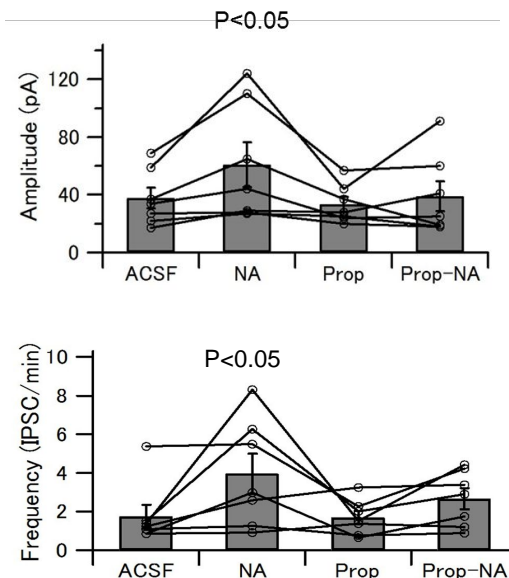 P<0.05
Amplitude (pA)
120
80
40
0
ACSF NA Prop Prop-NA
P<0.05
Frequency (IPSC/min)
10
8
6
4
2
0
ACSF NA Prop Prop-NA